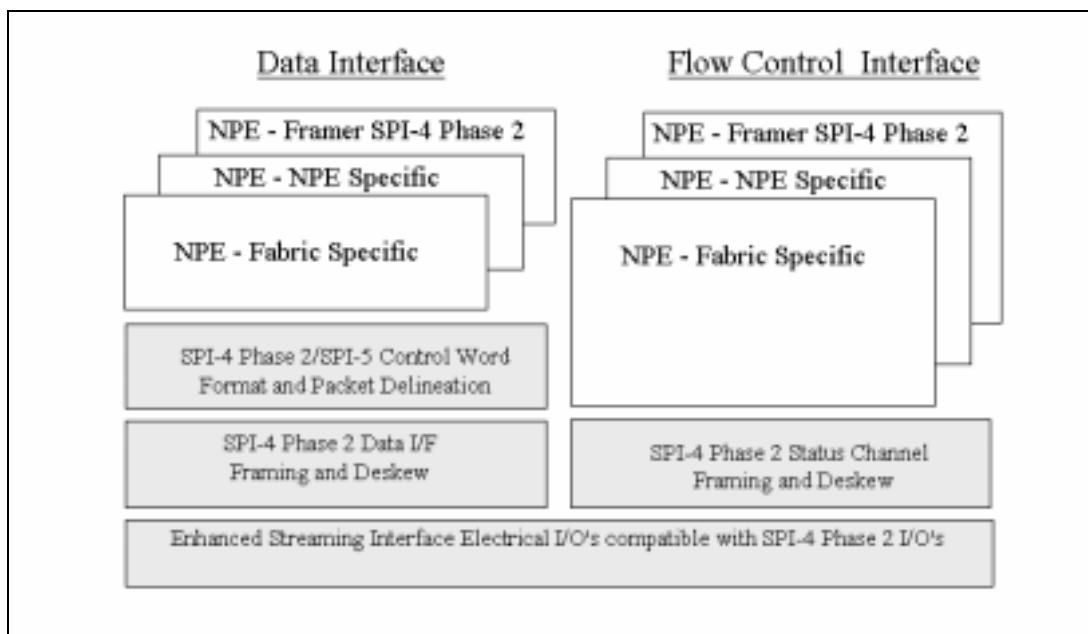 Data Interface
NPE - Framer SPI-4 Phase 2
NPE - NPE Specific
NPE - Fabric Specific
SPI-4 Phase 2/SPI-5 Control Word
Format and Packet Delineation
SPI-4 Phase 2 Data I/F
Framing and Deskew
Flow Control Interface
NPE - Framer SPI-4 Phase 2
NPE - NPE Specific
NPE - Fabric Specific
SPI-4 Phase 2 Status Channel
Framing and Deskew
Enhanced Streaming Interface Electrical I/O's compatible with SPI-4 Phase 2 I/O's